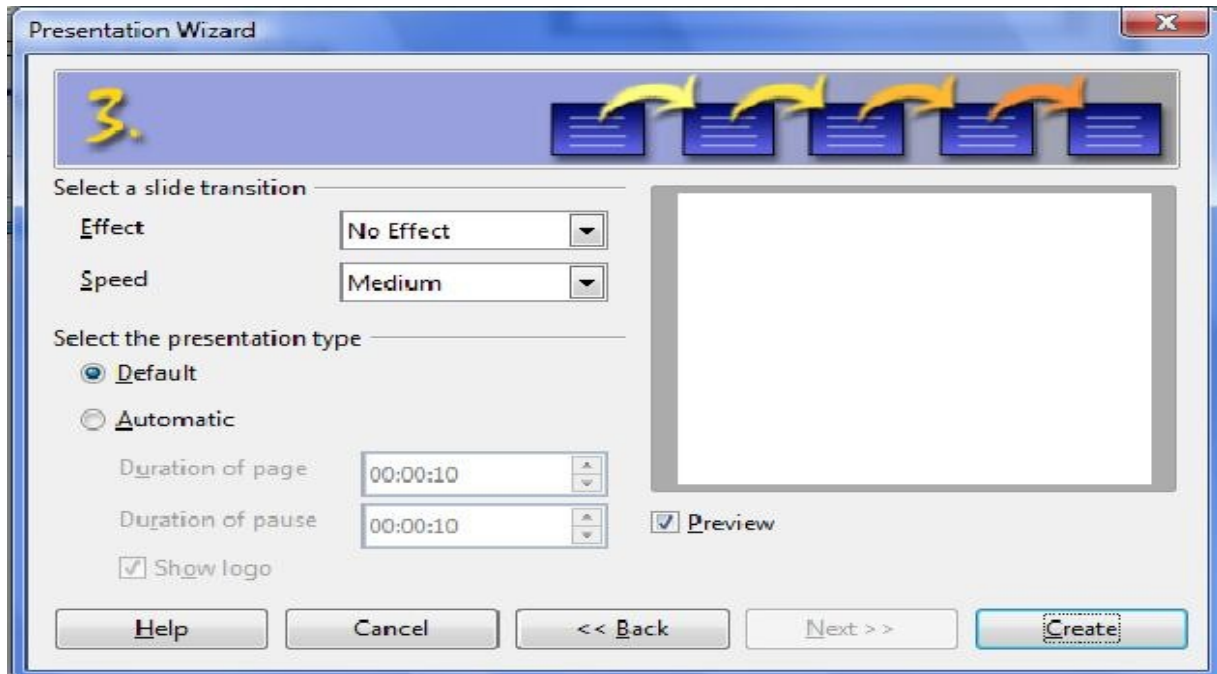 Presentation Wizard
3.
Select a slide transition
Effect No Effect
Speed Medium
Select the presentation type
Default
Automatic
Duration of page 00:00:10
Duration of pause 00:00:10
Preview
Show logo
Help Cancel << Back Next >> Create